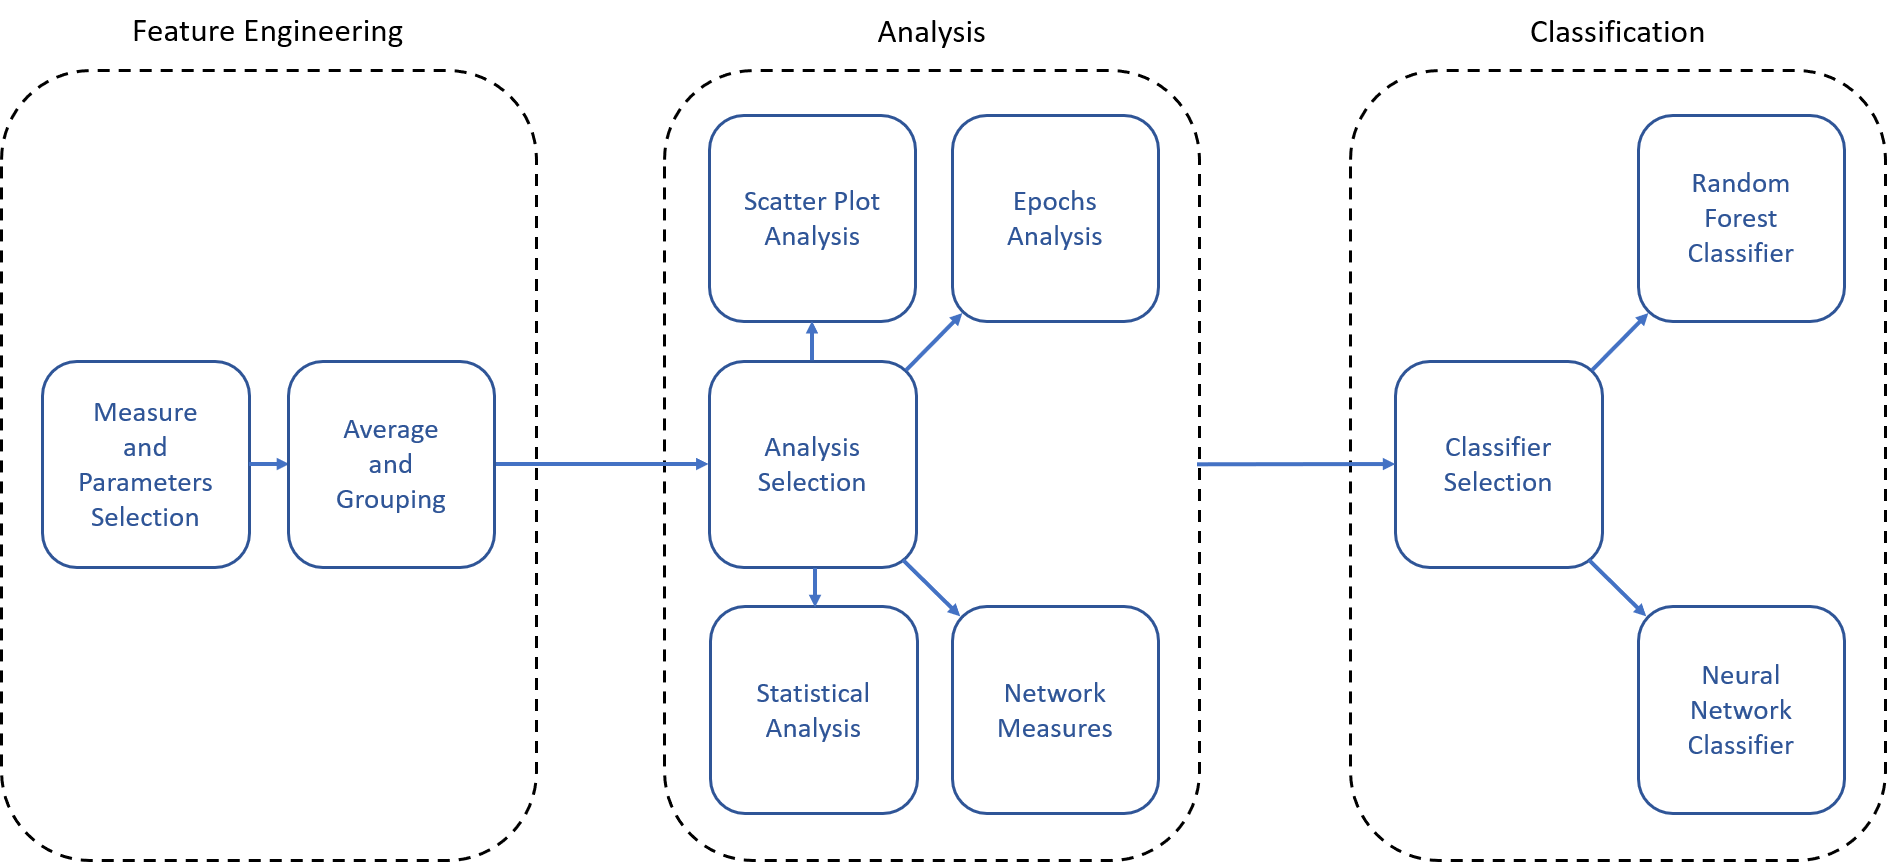 Feature Engineering
Analysis
Classification
Measure
and
Parameters
Selection
Average
and
Grouping
Scatter Plot
Analysis
Epochs
Analysis
Analysis
Selection
Statistical
Analysis
Network
Measures
Classifier
Selection
Random
Forest
Classifier
Neural
Network
Classifier